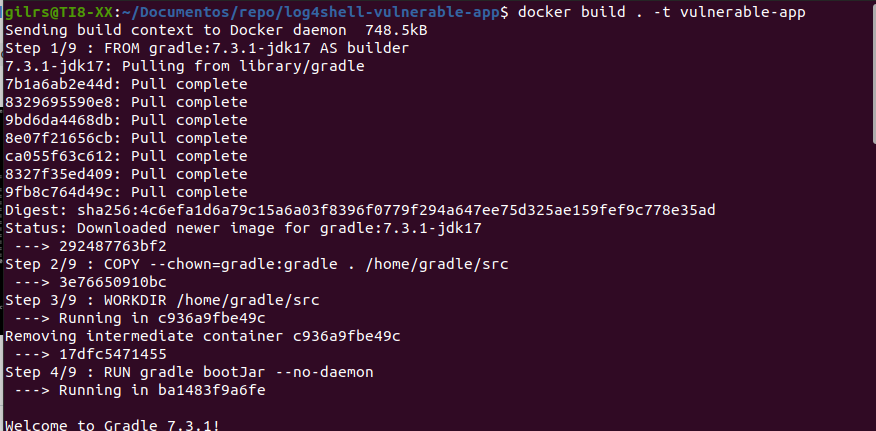 gilrs@TI8-XX:~/Documentos/repo/log4shell-vulnerable-app$ docker build . -t vulnerable-app
Sending build context to Docker daemon  748.5kB
Step 1/9 : FROM gradle:7.3.1-jdk17 AS builder
7.3.1-jdk17: Pulling from library/gradle
7b1a6ab2e44d: Pull complete
8329695590e8: Pull complete
9bd6da4468db: Pull complete
8e07f21656cb: Pull complete
ca055f63c612: Pull complete
8327f35ed409: Pull complete
9fb8c764d49c: Pull complete
Digest: sha256:4c6efa1d6a79c15a6a03f8396f0779f294a647ee75d325ae159fef9c778e35ad
Status: Downloaded newer image for gradle:7.3.1-jdk17
 ---> 292487763bf2
Step 2/9 : COPY --chown=gradle:gradle . /home/gradle/src
 ---> 3e76650910bc
Step 3/9 : WORKDIR /home/gradle/src
 ---> Running in c936a9fbe49c
Removing intermediate container c936a9fbe49c
 ---> 17dfc5471455
Step 4/9 : RUN gradle bootJar --no-daemon
 ---> Running in ba1483f9a6fe
Welcome to Gradle 7.3.1!